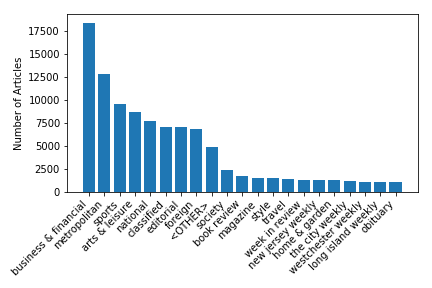 Number of Articles
17500
15000
12500
10000
7500
5000
2500
0
business & financial
metropolitan
sports
arts & leisure
national
classified
editorial
foreign
<OTHER>
society
book review
magazine
style
travel
week in review
new jersey weekly
home & garden
the city weekly
westchester weekly
long island weekly
obituary